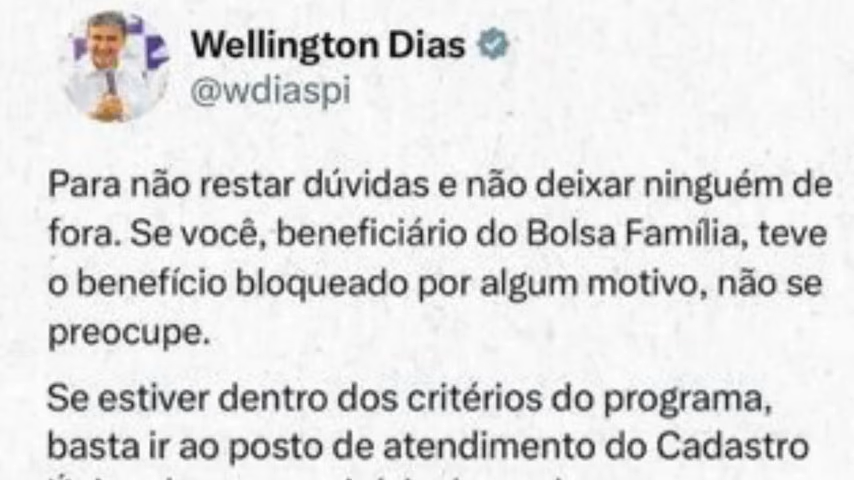 Wellington Dias
@wdiaspi
Para não restar dúvidas e não deixar ninguém de
fora. Se você, beneficiário do Bolsa Família, teve
o benefício bloqueado por algum motivo, não se
preocupe.
Se estiver dentro dos critérios do programa,
basta ir ao posto de atendimento do Cadastro